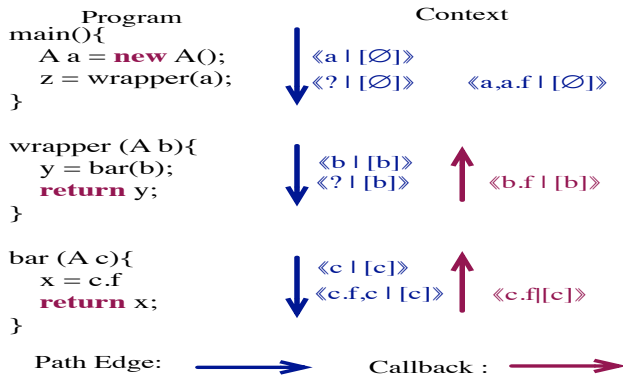 Program Context
main(){
A a = new A(); ⟪a | [∅]⟫
z = wrapper(a); ⟪? | [∅]⟫ ⟪a,a.f | [∅]⟫
}
wrapper (A b){
y = bar(b); ⟪b | [b]⟫
return y; ⟪? | [b]⟫ ⟪b.f | [b]⟫
}
bar (A c){
x = c.f ⟪c | [c]⟫
return x; ⟪c.f,c | [c]⟫ ⟪c.f|[c]⟫
}
Path Edge: Callback :